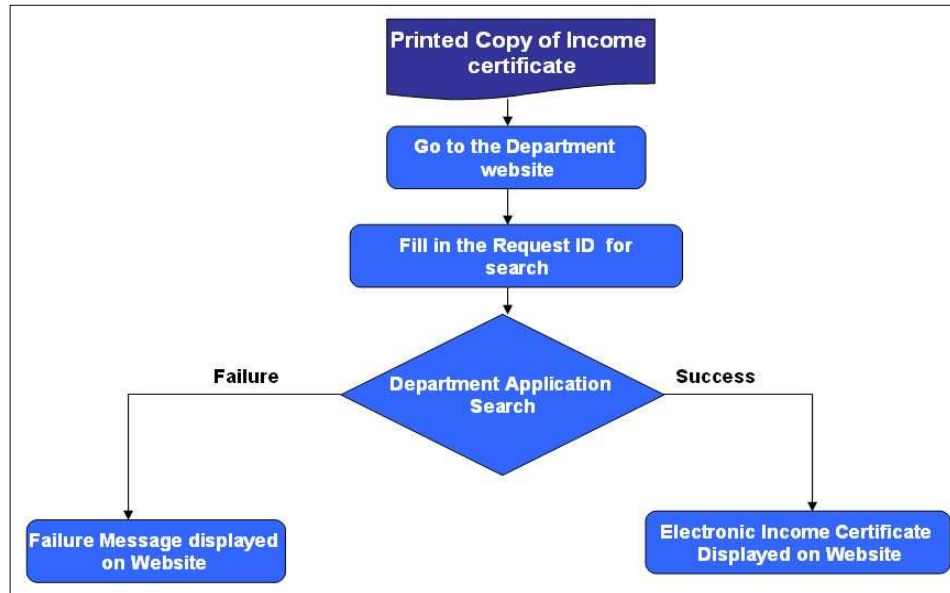 Printed Copy of Income
certificate
Go to the Department
website
Fill in the Request ID for
search
Failure
Department Application
Search
Success
Failure Message displayed
on Website
Electronic Income Certificate
Displayed on Website